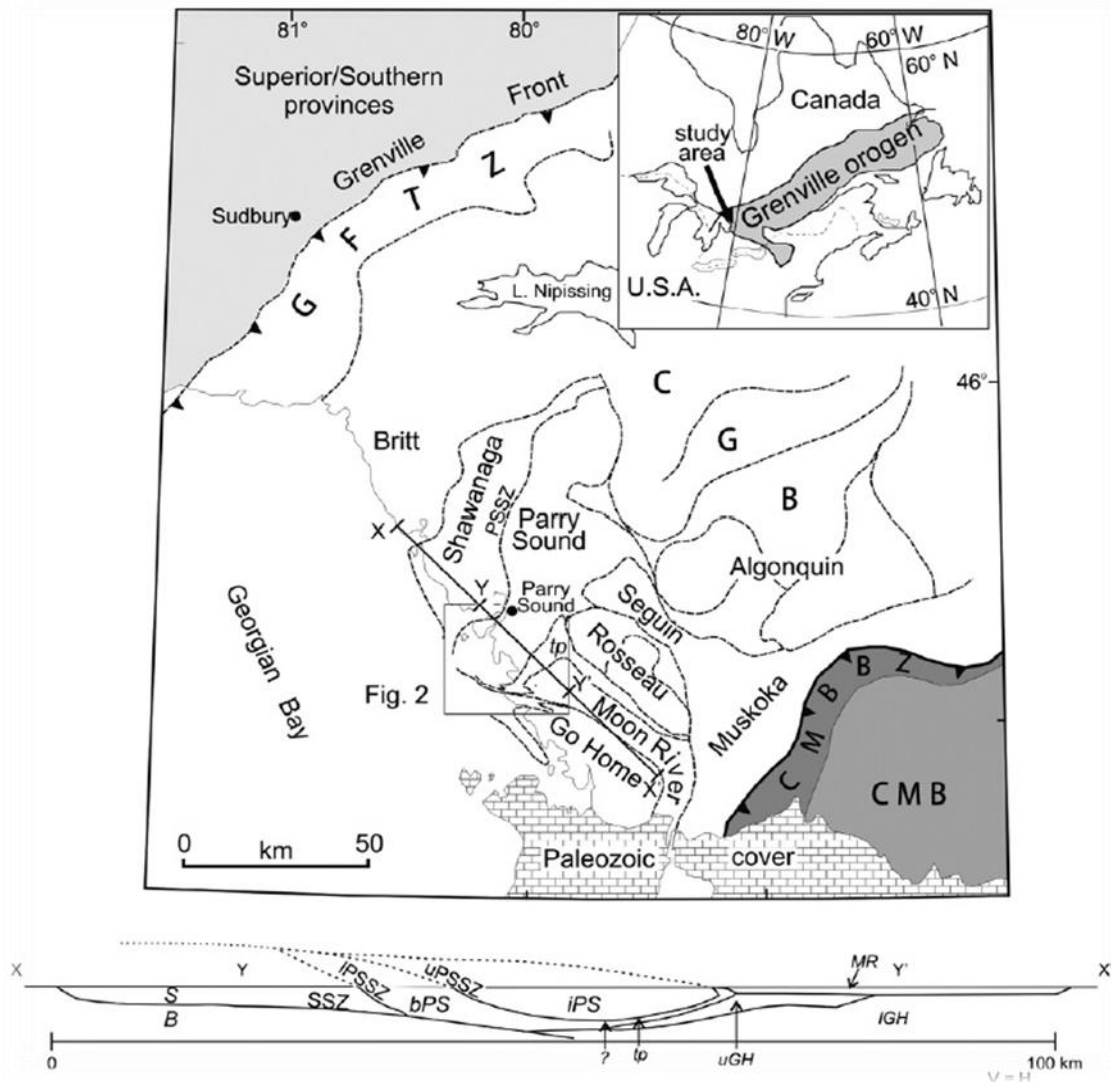 81°
80°
Superior/Southern
provinces
Grenville
Front
G F T Z
Sudbury
L. Nipissing
80° W
60° W
60° N
Canada
study
area
Grenville orogen
U.S.A.
40° N
46°
C
G
B
Britt
Shawanaga
PSSZ
Parry
Sound
Algonquin
X
Y
Parry
Sound
Seguin
Rosseau
tp
Y'
Moon River
Go Home
X'
Muskoka
Georgian Bay
Fig. 2
C M B B Z
CMB
0
50
km
Paleozoic
cover
X
Y
lPSSZ
uPSSZ
MR
Y'
X'
S
SSZ
bPS
iPS
B
lGH
?
tp
uGH
0
100 km
V = H